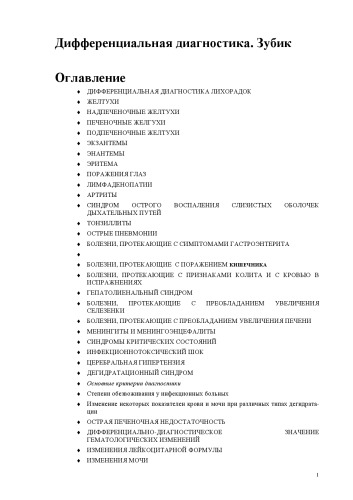 Дифференциальная диагностика. Зубик
Оглавление
♦ ДИФФЕРЕНЦИАЛЬНАЯ ДИАГНОСТИКА ЛИХОРАДОК
♦ ЖЕЛТУХИ
♦ НАДПЕЧЕНОЧНЫЕ ЖЕЛТУХИ
♦ ПЕЧЕНОЧНЫЕ ЖЕЛГУХИ
♦ ПОДПЕЧЕНОЧНЫЕ ЖЕЛТУХИ
♦ ЭКЗАНТЕМЫ
♦ ЭНАНТЕМЫ
♦ ЭРИТЕМА
♦ ПОРАЖЕНИЯ ГЛАЗ
♦ ЛИМФАДЕНОПАТИИ
♦ АРТРИТЫ
♦ СИНДРОМ ОСТРОГО ВОСПАЛЕНИЯ СЛИЗИСТЫХ ОБОЛОЧЕК
ДЫХАТЕЛЬНЫХ ПУТЕЙ
♦ ТОНЗИЛЛИТЫ
♦ ОСТРЫЕ ПНЕВМОНИИ
♦ БОЛЕЗНИ, ПРОТЕКАЮЩИЕ С СИМПТОМАМИ ГАСТРОЭНТЕРИТА
♦
♦ БОЛЕЗНИ, ПРОТЕКАЮЩИЕ С ПОРАЖЕНИЕМ КИШЕЧНИКА
♦ БОЛЕЗНИ, ПРОТЕКАЮЩИЕ С ПРИЗНАКАМИ КОЛИТА И С КРОВЬЮ В
ИСПРАЖНЕНИЯХ
♦ ГЕПАТОЛИЕНАЛЬНЫЙ СИНДРОМ
♦ БОЛЕЗНИ, ПРОТЕКАЮЩИЕ С ПРЕОБЛАДАНИЕМ УВЕЛИЧЕНИЯ
СЕЛЕЗЕНКИ
♦ БОЛЕЗНИ, ПРОТЕКАЮЩИЕ С ПРЕОБЛАДАНИЕМ УВЕЛИЧЕНИЯ ПЕЧЕНИ
♦ МЕНИНГИТЫ И МЕНИНГОЭНЦЕФАЛИТЫ
♦ СИНДРОМЫ КРИТИЧЕСКИХ СОСТОЯНИЙ
♦ ИНФЕКЦИОННОТОКСИЧЕСКИЙ ШОК
♦ ЦЕРЕБРАЛЬНАЯ ГИПЕРТЕНЗИЯ
♦ ДЕГИДРАТАЦИОННЫЙ СИНДРОМ
♦ Основные критерии диагностики
♦ Степени обезвоживания у инфекционных больных
♦ Изменение некоторых показателей крови и мочи при различных типах дегидрата-
ции
♦ ОСТРАЯ ПЕЧЕНОЧНАЯ НЕДОСТАТОЧНОСТЬ
♦ ДИФФЕРЕНЦИАЛЬНО-ДИАГНОСТИЧЕСКОЕ ЗНАЧЕНИЕ
ГЕМАТОЛОГИЧЕСКИХ ИЗМЕНЕНИЙ
♦ ИЗМЕНЕНИЯ ЛЕЙКОЦИТАРНОЙ ФОРМУЛЫ
♦ ИЗМЕНЕНИЯ МОЧИ
1